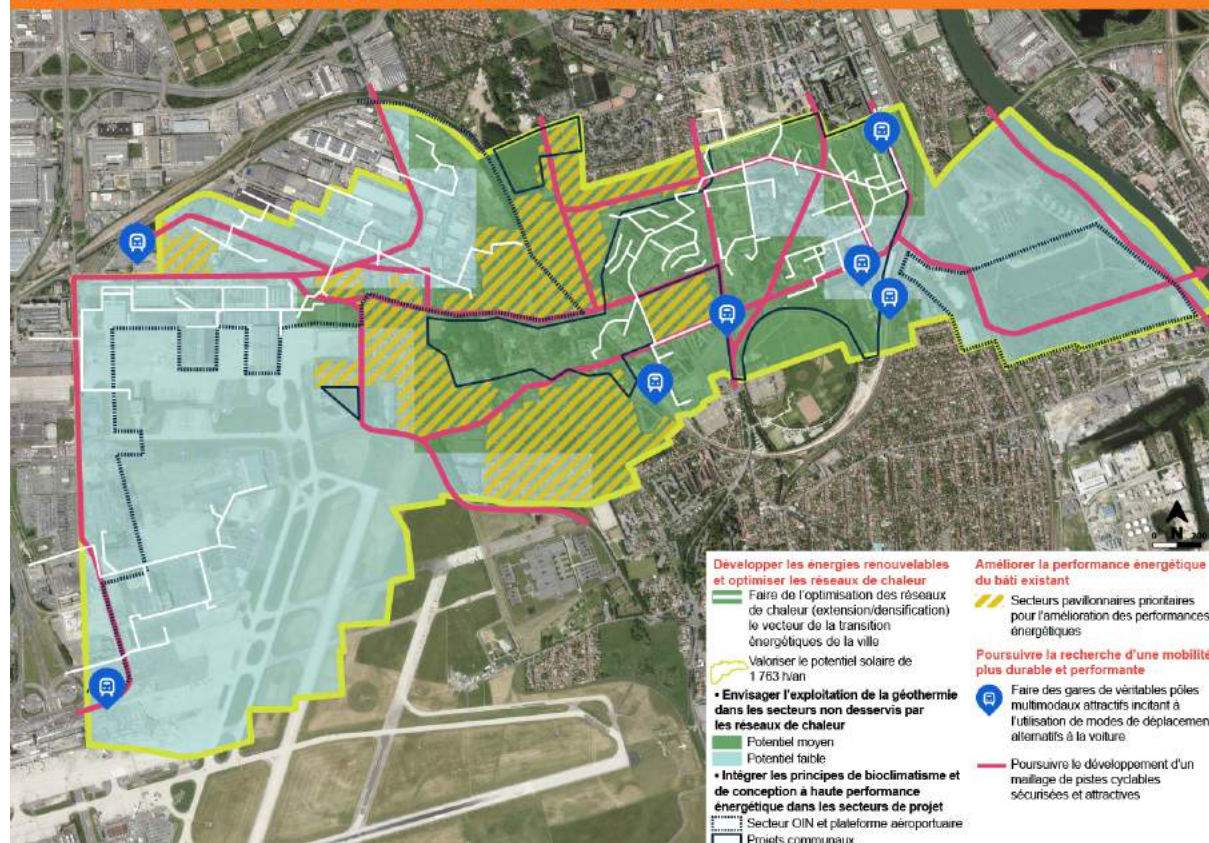 Développer les énergies renouvelables
et optimiser les réseaux de chaleur
Faire de l'optimisation des réseaux
de chaleur (extension/densification)
le vecteur de la transition
énergétiques de la ville
Valoriser le potentiel solaire de
1 763 h/an
• Envisager l'exploitation de la géothermie
dans les secteurs non desservis par
les réseaux de chaleur
Potentiel moyen
Potentiel faible
• Intégrer les principes de bioclimatisme et
de conception à haute performance
énergétique dans les secteurs de projet
Secteur OIN et plateforme aéroportuaire
Projets communaux
Améliorer la performance énergétique
du bâti existant
Secteurs pavillonnaires prioritaires
pour l'amélioration des performances
énergétiques
Poursuivre la recherche d'une mobilité
plus durable et performante
Faire des gares de véritables pôles
multimodaux attractifs incitant à
l'utilisation de modes de déplacemen
alternatifs à la voiture
Poursuivre le développement d'un
maillage de pistes cyclables
sécurisées et attractives
N
0